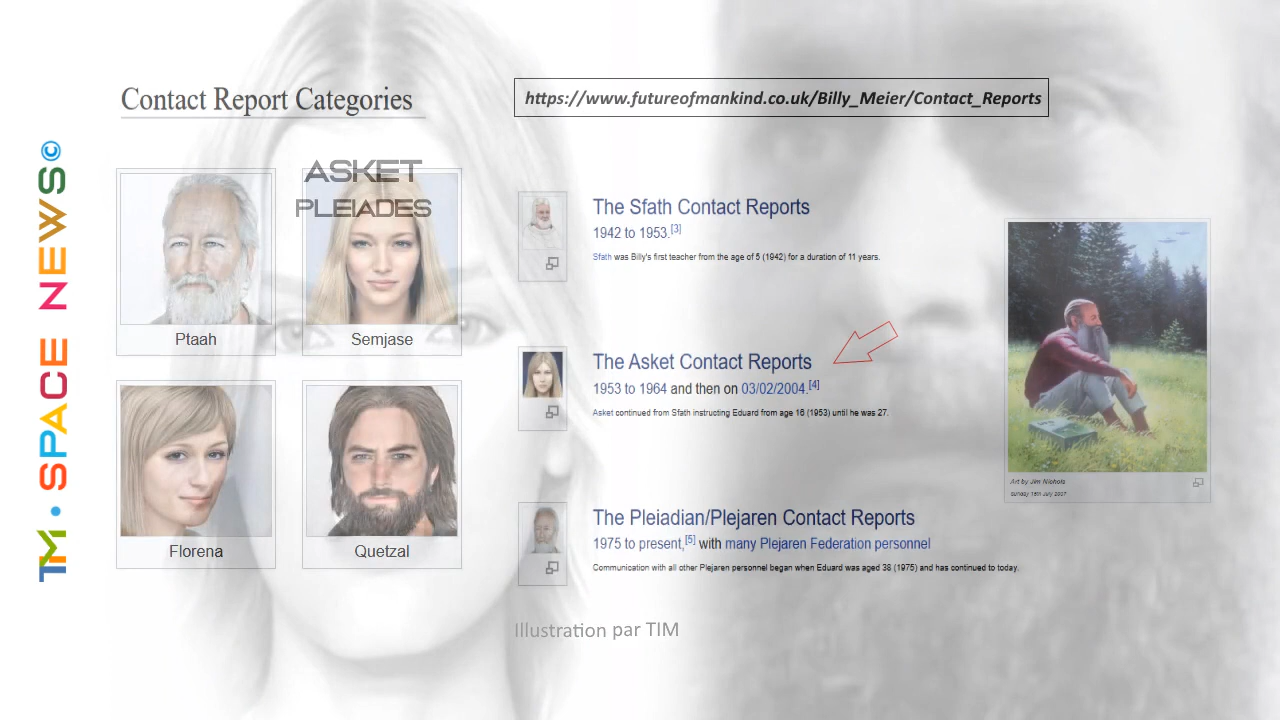 TM • SPACE NEWS©
Contact Report Categories
https://www.futureofmankind.co.uk/Billy_Meier/Contact_Reports
ASKET
PLEIADES
Ptaah
Semjase
Florena
Quetzal
The Sfath Contact Reports
1942 to 1953.[3]
Sfath was Billy's first teacher from the age of 5 (1942) for a duration of 11 years.
The Asket Contact Reports
1953 to 1964 and then on 03/02/2004.[4]
Asket continued from Sfath instructing Eduard from age 16 (1953) until he was 27.
The Pleiadian/Plejaren Contact Reports
1975 to present,[5] with many Plejaren Federation personnel
Communication with all other Plejaren personnel began when Eduard was aged 38 (1975) and has continued to today.
Art by Jim Nichols
Sunday 15th July 2007
Illustration par TIM